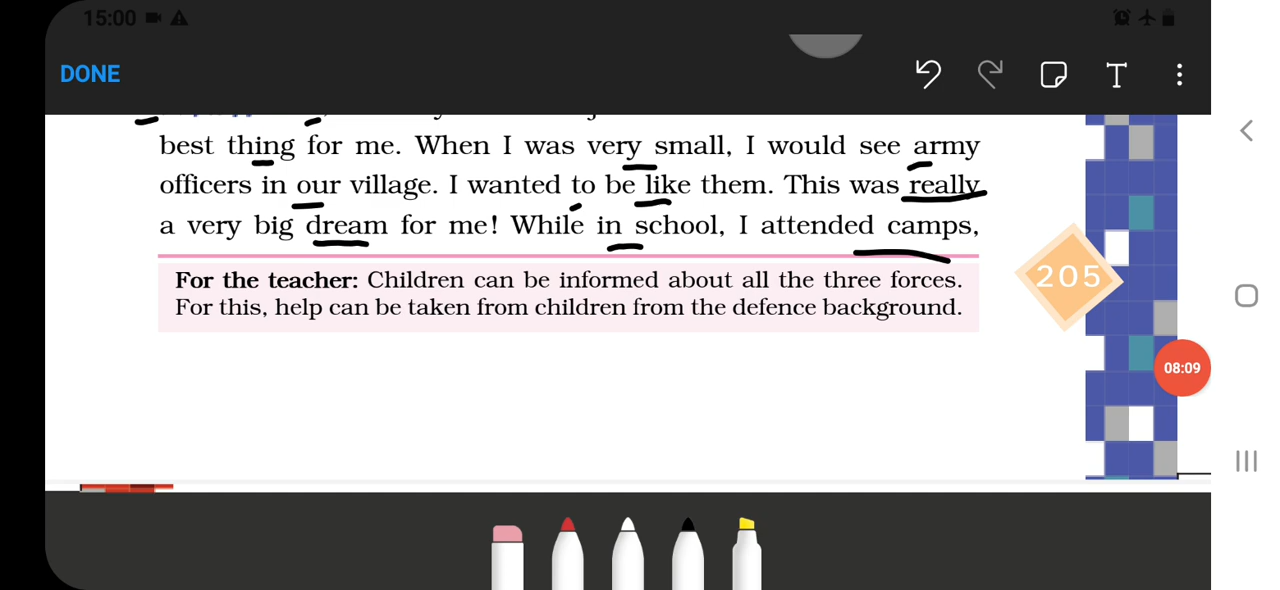 15:00
DONE
T
best thing for me. When I was very small, I would see army
officers in our village. I wanted to be like them. This was really
a very big dream for me! While in school, I attended camps,
For the teacher: Children can be informed about all the three forces.
For this, help can be taken from children from the defence background.
205
08:09